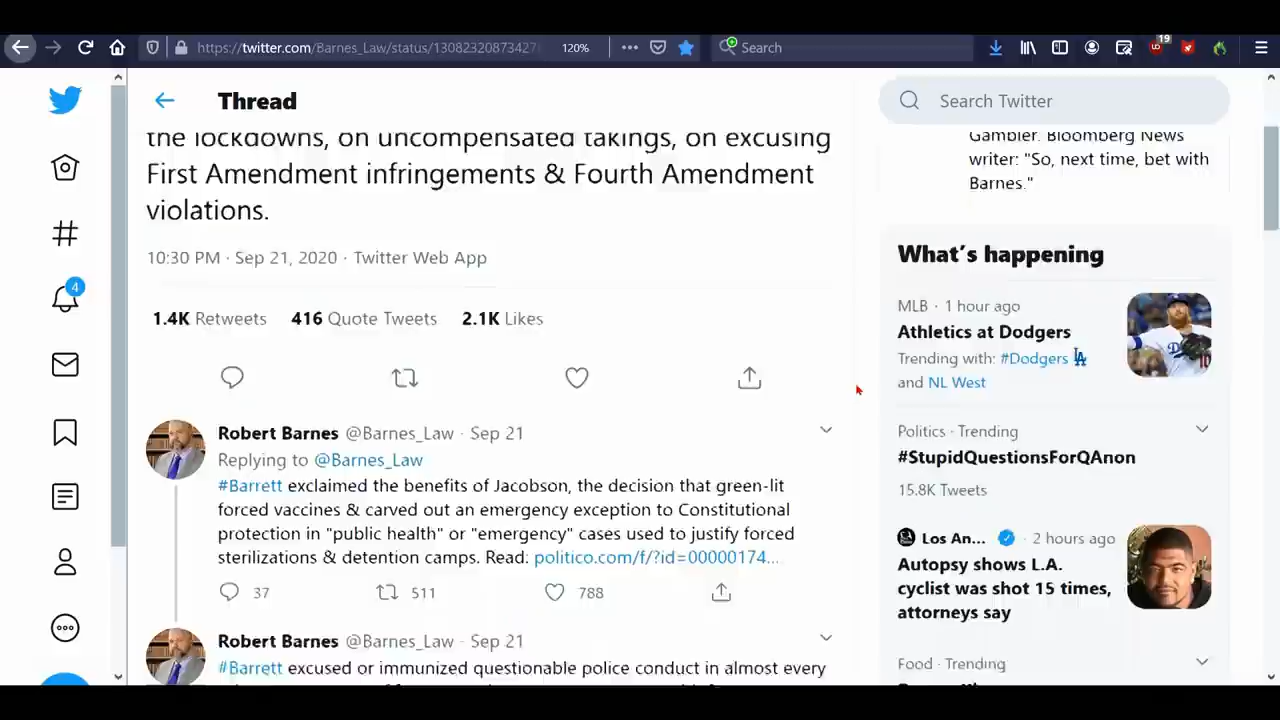 https://twitter.com/Barnes_Law/status/13082320873427
120%
Search
19
Thread
Search Twitter
the lockdowns, on uncompensated takings, on excusing
First Amendment infringements & Fourth Amendment
violations.
10:30 PM · Sep 21, 2020 · Twitter Web App
1.4K Retweets 416 Quote Tweets 2.1K Likes
Robert Barnes @Barnes_Law · Sep 21
Replying to @Barnes_Law
#Barrett exclaimed the benefits of Jacobson, the decision that green-lit
forced vaccines & carved out an emergency exception to Constitutional
protection in "public health" or "emergency" cases used to justify forced
sterilizations & detention camps. Read: politico.com/f/?id=00000174...
37 511 788
Robert Barnes @Barnes_Law · Sep 21
#Barrett excused or immunized questionable police conduct in almost every
4
Gambler. Bloomberg News
writer: "So, next time, bet with
Barnes."
What's happening
MLB · 1 hour ago
Athletics at Dodgers
Trending with: #Dodgers
and NL West
Politics · Trending
#StupidQuestionsForQAnon
15.8K Tweets
Los An... · 2 hours ago
Autopsy shows L.A.
cyclist was shot 15 times,
attorneys say
Food · Trending